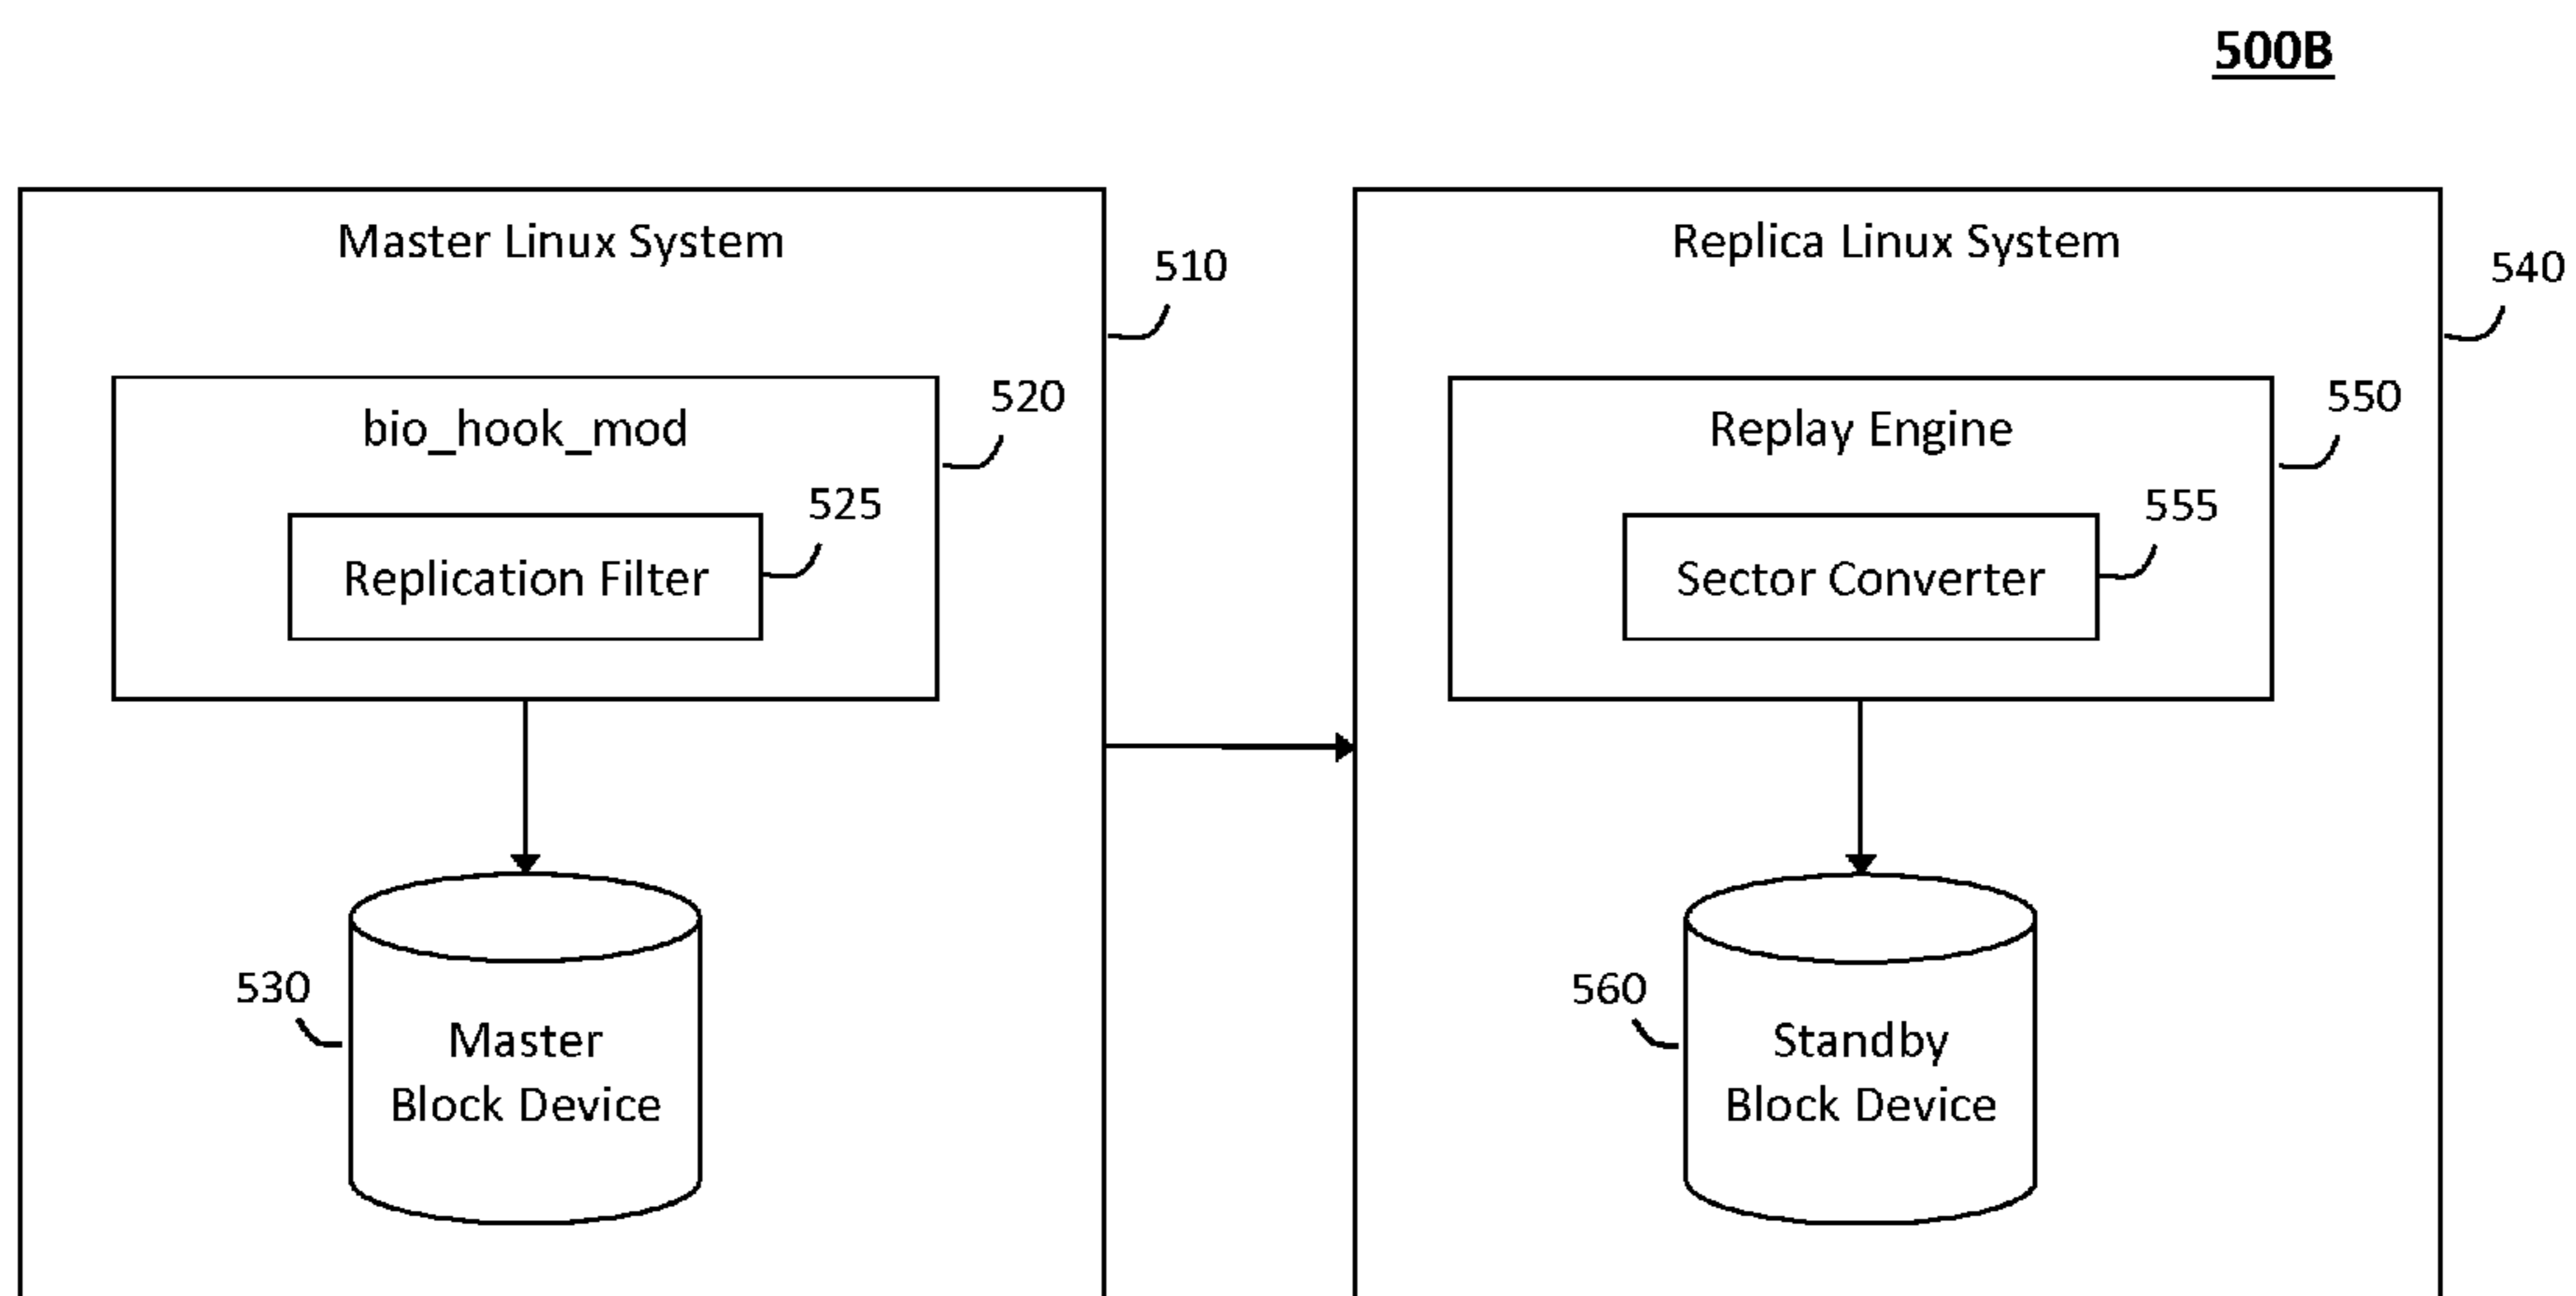 500B
Master Linux System
510
bio_hook_mod
520
Replication Filter
525
530
Master
Block Device
Replica Linux System
540
Replay Engine
550
Sector Converter
555
560
Standby
Block Device